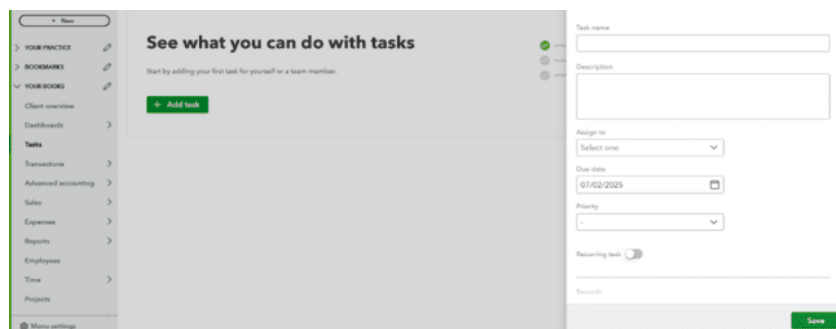 + New
YOUR PRACTICE
BOOKMARKS
YOUR BOOKS
Client overview
Dashboards
Tasks
Transactions
Advanced accounting
Sales
Expenses
Reports
Employees
Time
Projects
Menu settings
See what you can do with tasks
Start by adding your first task for yourself or a team member.
+ Add task
Task name
Description
Assign to
Select one
Due date
07/02/2025
Priority
-
Recurring task
Records
Save